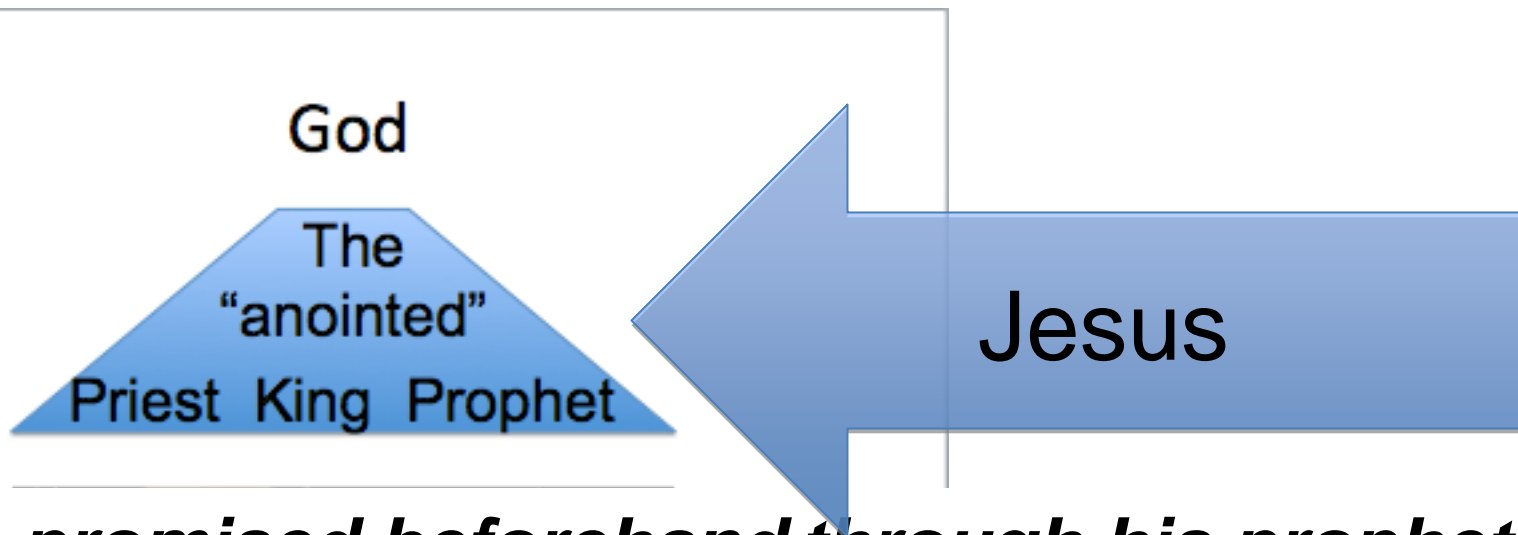 God
The
“anointed”
Priest King Prophet
Jesus
promised beforehand through his prophet